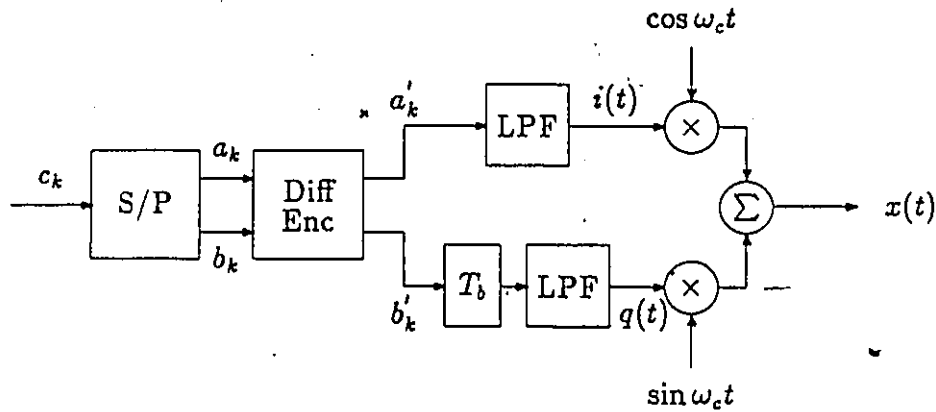 cos ω_c t
c_k
S/P
a_k
b_k
Diff
Enc
a'_k
b'_k
LPF
i(t)
×
T_b
LPF
q(t)
×
Σ
−
x(t)
sin ω_c t